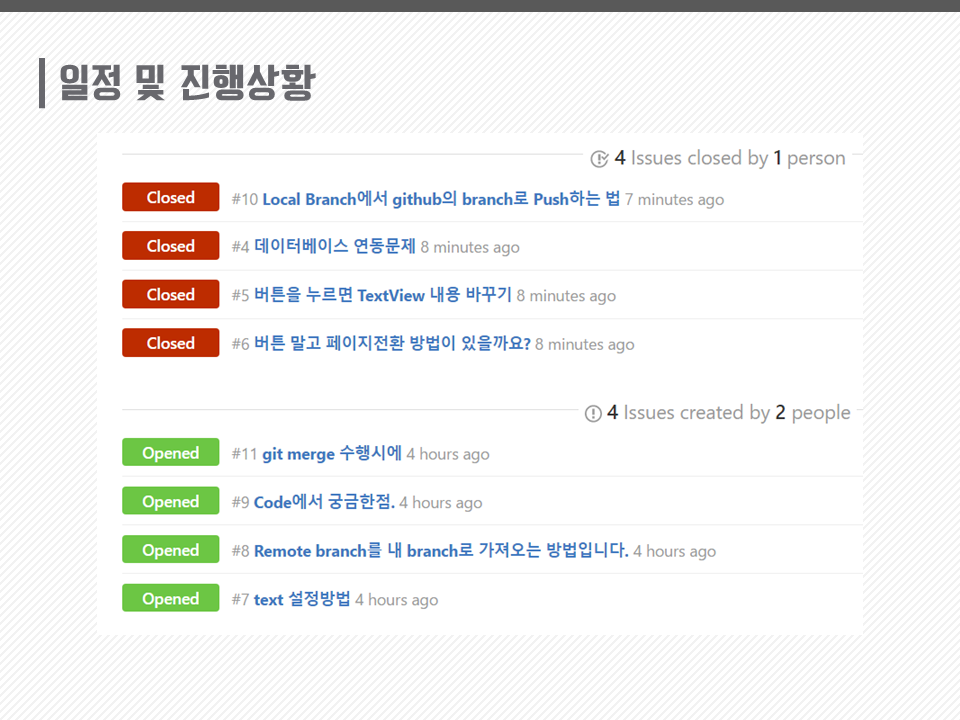 일정 및 진행상황
4 Issues closed by 1 person
Closed #10 Local Branch에서 github의 branch로 Push하는 법 7 minutes ago
Closed #4 데이터베이스 연동문제 8 minutes ago
Closed #5 버튼을 누르면 TextView 내용 바꾸기 8 minutes ago
Closed #6 버튼 말고 페이지전환 방법이 있을까요? 8 minutes ago
4 Issues created by 2 people
Opened #11 git merge 수행시에 4 hours ago
Opened #9 Code에서 궁금한점. 4 hours ago
Opened #8 Remote branch를 내 branch로 가져오는 방법입니다. 4 hours ago
Opened #7 text 설정방법 4 hours ago